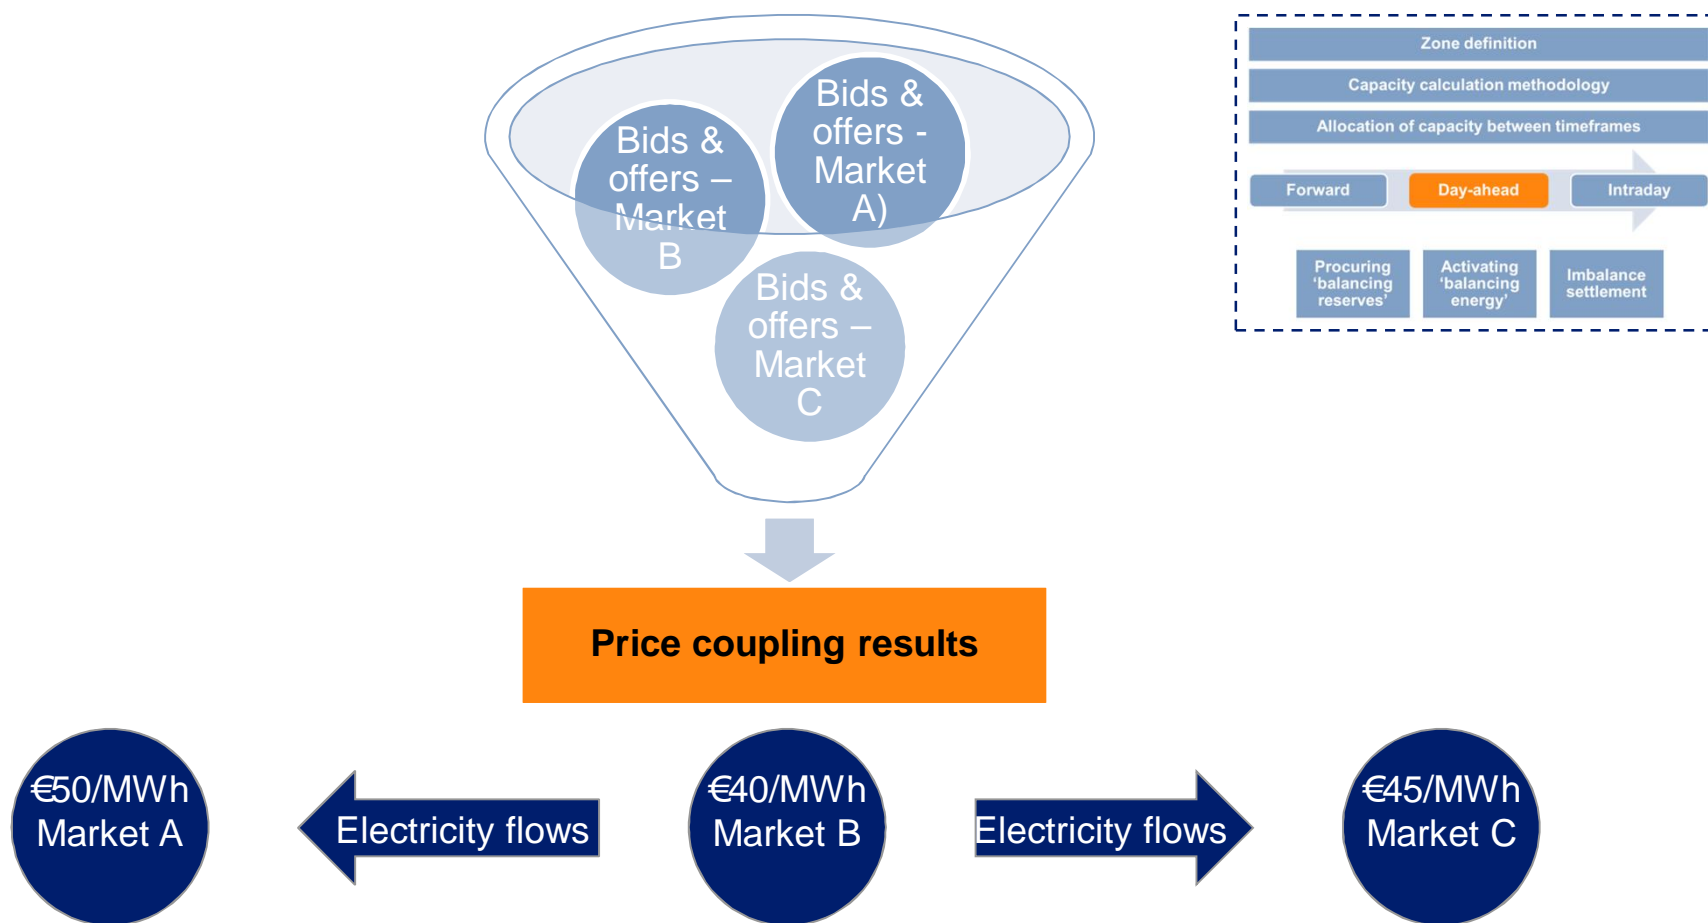 Bids &
offers –
Market
B
Bids &
offers -
Market
A)
Bids &
offers –
Market
C
Zone definition
Capacity calculation methodology
Allocation of capacity between timeframes
Forward
Day-ahead
Intraday
Procuring
‘balancing
reserves’
Activating
‘balancing
energy’
Imbalance
settlement
Price coupling results
€50/MWh
Market A
Electricity flows
€40/MWh
Market B
Electricity flows
€45/MWh
Market C